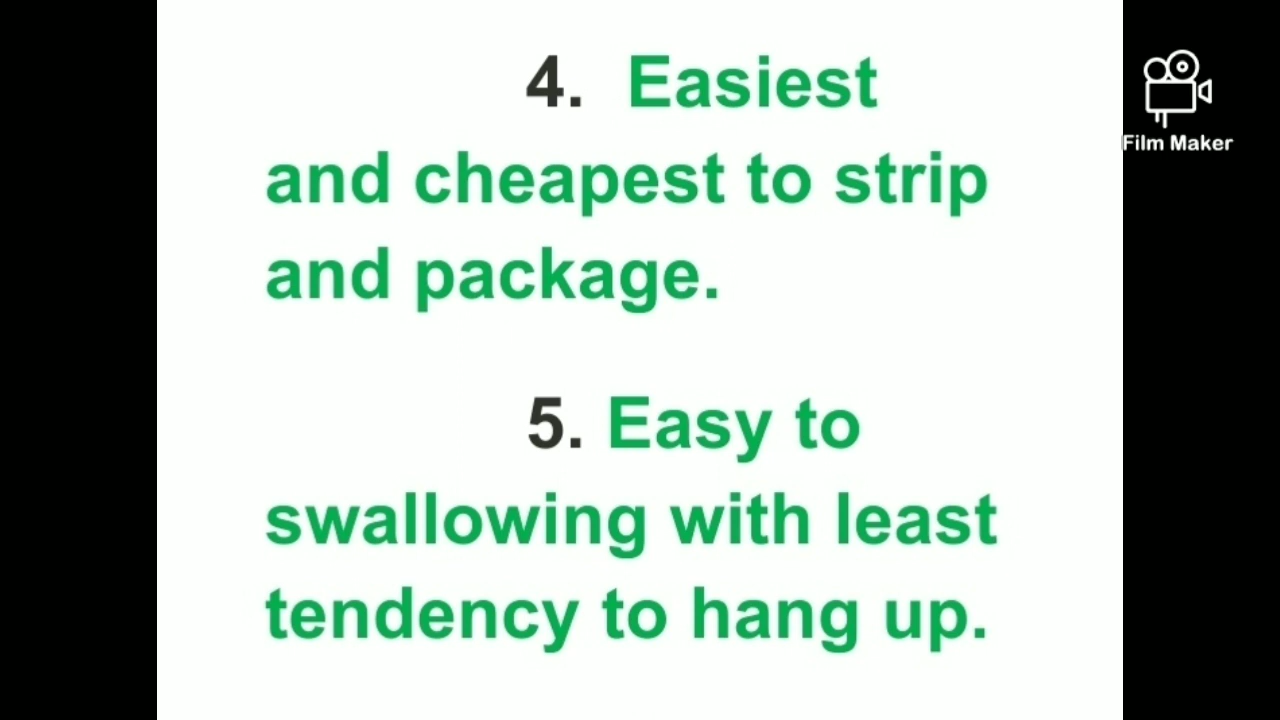 4. Easiest
and cheapest to strip
and package.
5. Easy to
swallowing with least
tendency to hang up.
Film Maker